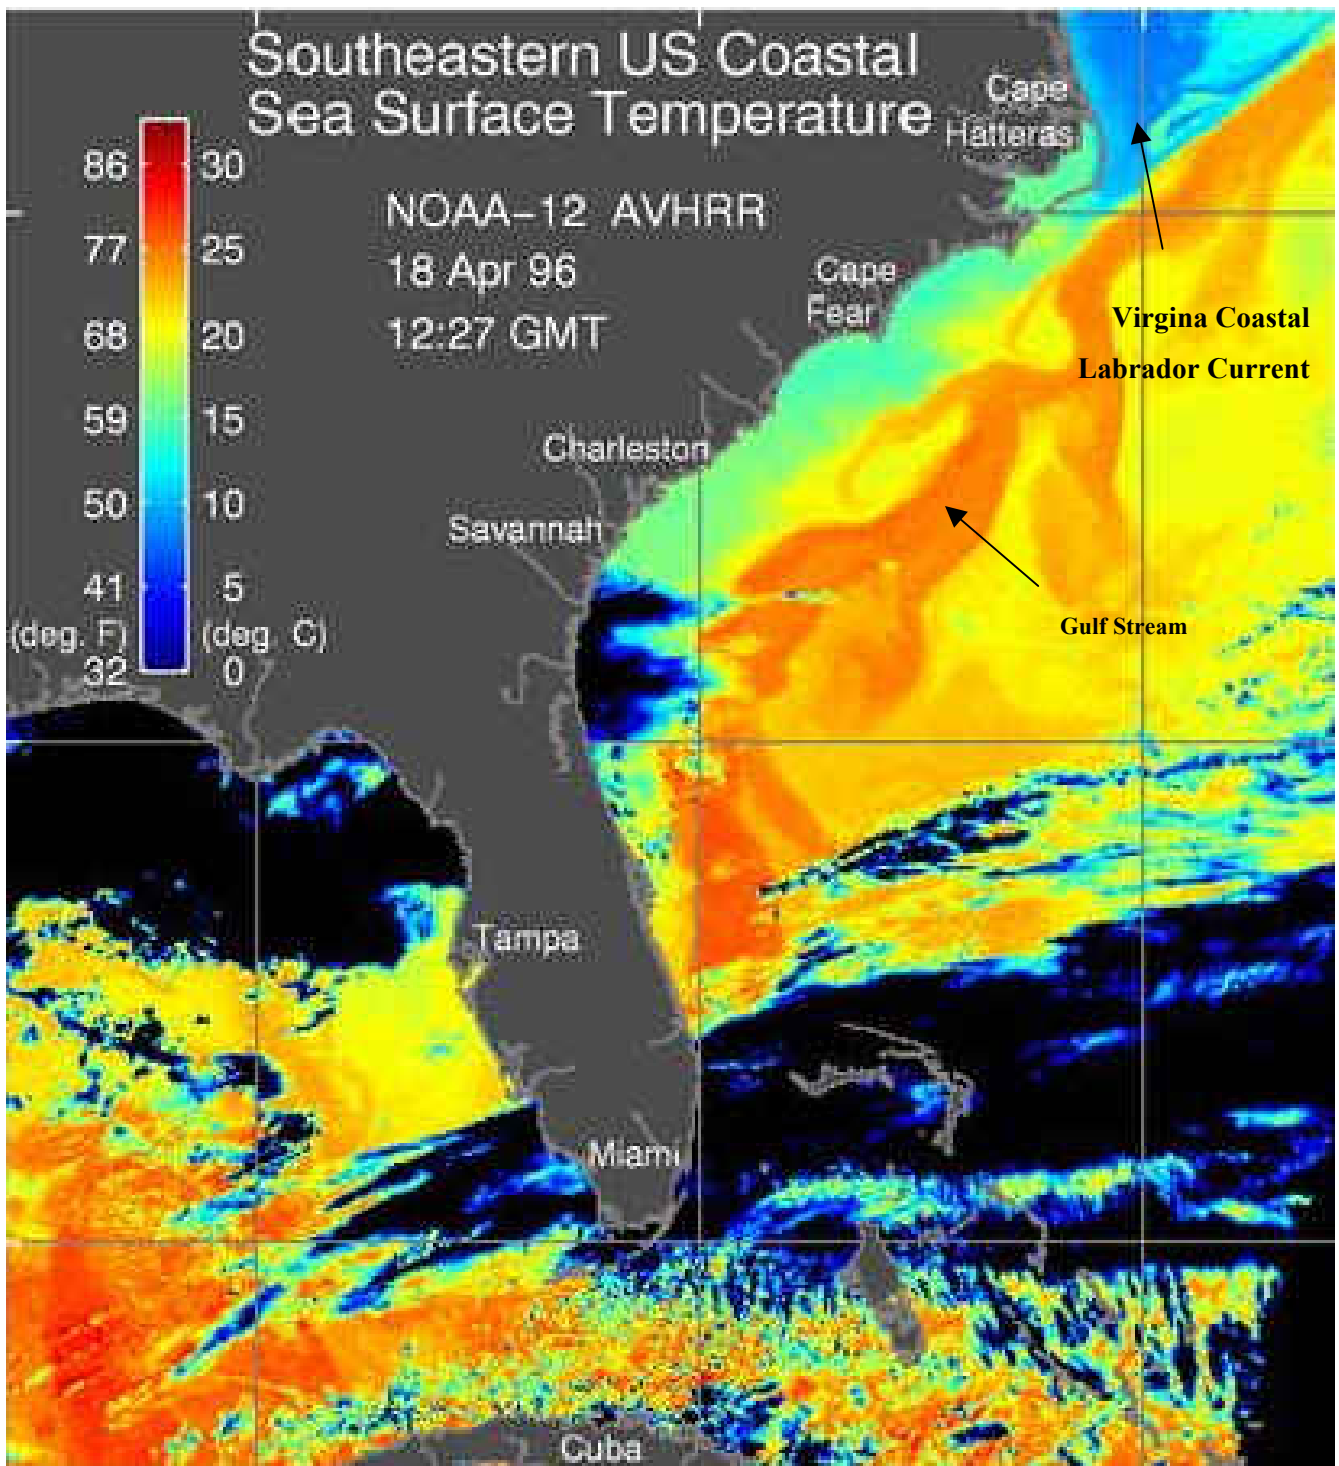 Southeastern US Coastal
Sea Surface Temperature
NOAA-12 AVHRR
18 Apr 96
12:27 GMT
86 30
77 25
68 20
59 15
50 10
41 5
(deg. F) (deg. C)
32 0
Cape
Hatteras
Cape
Fear
Virgina Coastal
Labrador Current
Charleston
Savannah
Gulf Stream
Tampa
Miami
Cuba